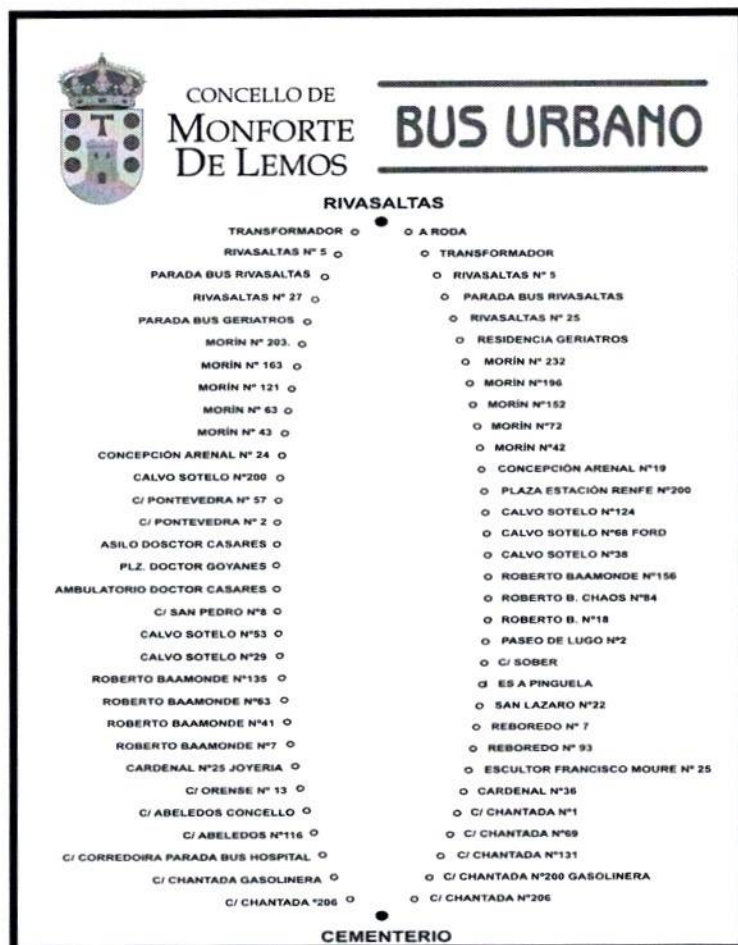 CONCELLO DE
MONFORTE
DE LEMOS
BUS URBANO
RIVASALTAS
TRANSFORMADOR
RIVASALTAS Nº 5
PARADA BUS RIVASALTAS
RIVASALTAS Nº 27
PARADA BUS GERIATROS
MORÍN Nº 203.
MORÍN Nº 163
MORÍN Nº 121
MORÍN Nº 63
MORÍN Nº 43
CONCEPCIÓN ARENAL Nº 24
CALVO SOTELO Nº200
C/ PONTEVEDRA Nº 57
C/ PONTEVEDRA Nº 2
ASILO DOSCTOR CASARES
PLZ. DOCTOR GOYANES
AMBULATORIO DOCTOR CASARES
C/ SAN PEDRO Nº8
CALVO SOTELO Nº53
CALVO SOTELO Nº29
ROBERTO BAAMONDE Nº135
ROBERTO BAAMONDE Nº63
ROBERTO BAAMONDE Nº41
ROBERTO BAAMONDE Nº7
CARDENAL Nº25 JOYERIA
C/ ORENSE Nº 13
C/ ABELEDOS CONCELLO
C/ ABELEDOS Nº116
C/ CORREDOIRA PARADA BUS HOSPITAL
C/ CHANTADA GASOLINERA
C/ CHANTADA º206
A RODA
TRANSFORMADOR
RIVASALTAS Nº 5
PARADA BUS RIVASALTAS
RIVASALTAS Nº 25
RESIDENCIA GERIATROS
MORÍN Nº 232
MORÍN Nº196
MORÍN Nº152
MORÍN Nº72
MORÍN Nº42
CONCEPCIÓN ARENAL Nº19
PLAZA ESTACIÓN RENFE Nº200
CALVO SOTELO Nº124
CALVO SOTELO Nº68 FORD
CALVO SOTELO Nº38
ROBERTO BAAMONDE Nº156
ROBERTO B. CHAOS Nº84
ROBERTO B. Nº18
PASEO DE LUGO Nº2
C/ SOBER
ES A PINGUELA
SAN LAZARO Nº22
REBOREDO Nº 7
REBOREDO Nº 93
ESCULTOR FRANCISCO MOURE Nº 25
CARDENAL Nº36
C/ CHANTADA Nº1
C/ CHANTADA Nº69
C/ CHANTADA Nº131
C/ CHANTADA Nº200 GASOLINERA
C/ CHANTADA Nº206
CEMENTERIO